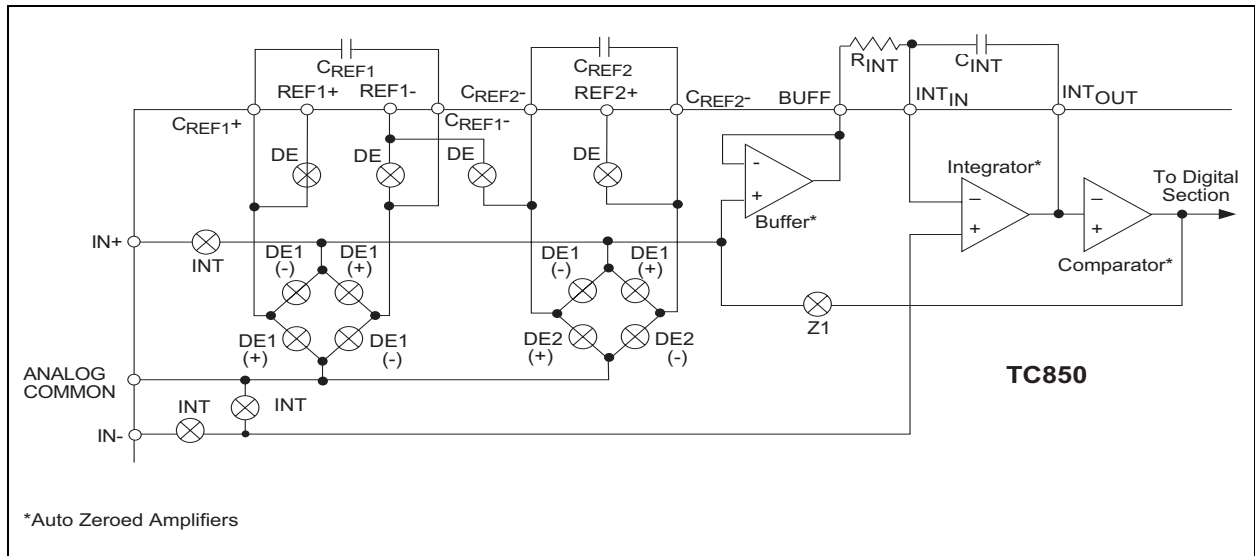 CREF1
CREF2
RINT
CINT
REF1+
REF1-
CREF2-
REF2+
CREF2-
BUFF
INTIN
INTOUT
CREF1+
CREF1-
DE
DE
DE
DE
-
+
Buffer*
Integrator*
-
+
-
+
Comparator*
To Digital
Section
IN+
INT
DE1
(-)
DE1
(+)
DE1
(-)
DE1
(+)
Z1
DE1
(+)
DE1
(-)
DE2
(+)
DE2
(-)
ANALOG
COMMON
TC850
INT
INT
IN-
*Auto Zeroed Amplifiers